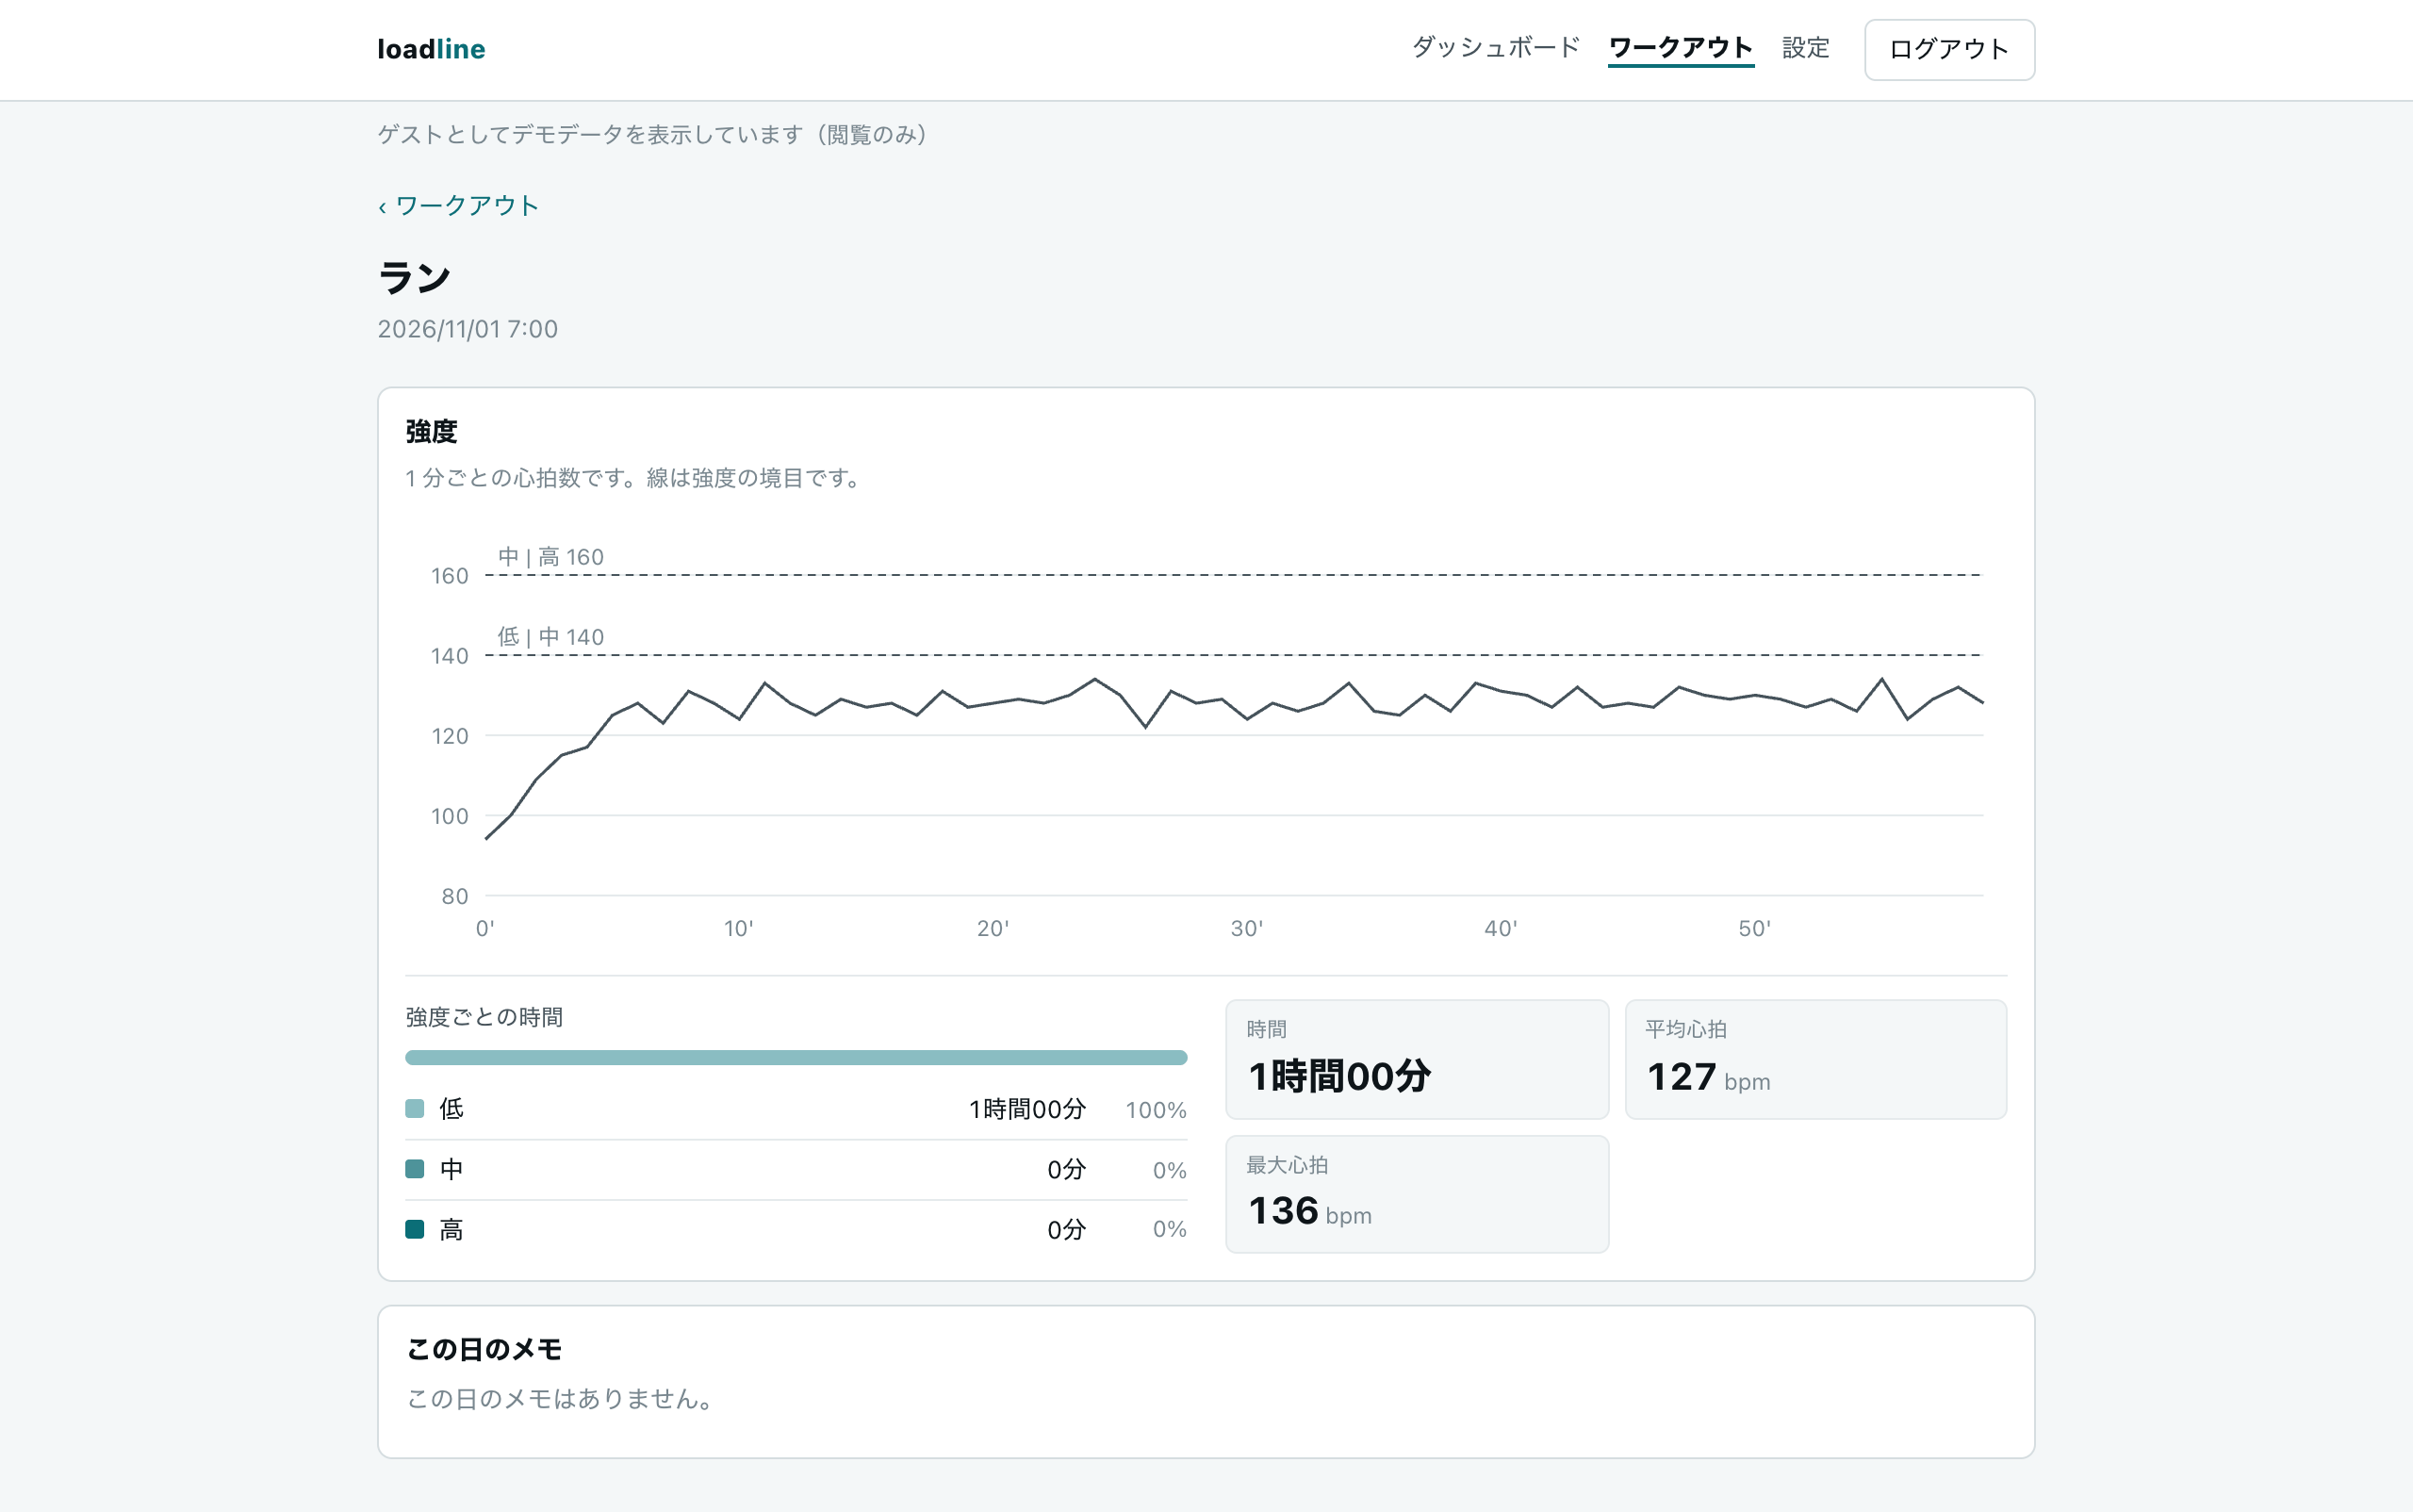 loadline
ダッシュボード ワークアウト 設定 ログアウト
ゲストとしてデモデータを表示しています（閲覧のみ）
‹ ワークアウト
ラン
2026/11/01 7:00
強度
1 分ごとの心拍数です。線は強度の境目です。
中 | 高 160
160
低 | 中 140
140
120
100
80
0' 10' 20' 30' 40' 50'
強度ごとの時間
低 1時間00分 100%
中 0分 0%
高 0分 0%
時間
1時間00分
平均心拍
127 bpm
最大心拍
136 bpm
この日のメモ
この日のメモはありません。